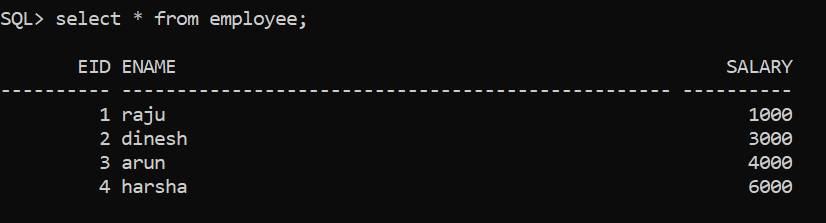 SQL> select * from employee;
       EID ENAME                                                  SALARY
---------- -------------------------------------------------- ----------
         1 raju                                                     1000
         2 dinesh                                                   3000
         3 arun                                                     4000
         4 harsha                                                   6000